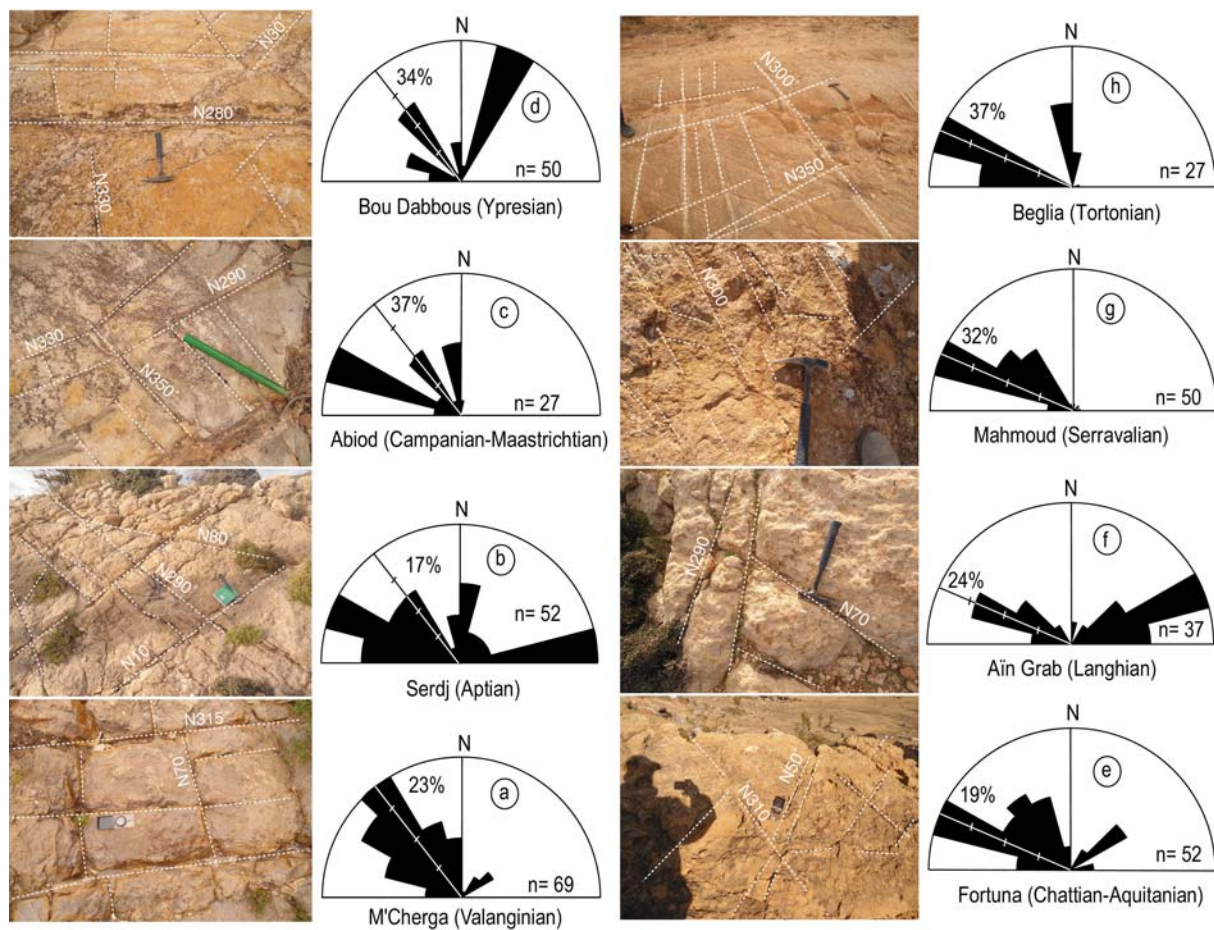 N30°
N280°
N330°
N
34%
d
n= 50
Bou Dabbous (Ypresian)
N300°
N350°
N
37%
h
n= 27
Beglia (Tortonian)
N290°
N330°
N350°
N
37%
c
n= 27
Abiod (Campanian-Maastrichtian)
N300°
N
32%
g
n= 50
Mahmoud (Serravalian)
N80°
N290°
N10°
N
17%
b
n= 52
Serdj (Aptian)
N290°
N70°
N
24%
f
n= 37
Aïn Grab (Langhian)
N315°
N70°
N
23%
a
n= 69
M'Cherga (Valanginian)
N50°
N310°
N
19%
e
n= 52
Fortuna (Chattian-Aquitanian)